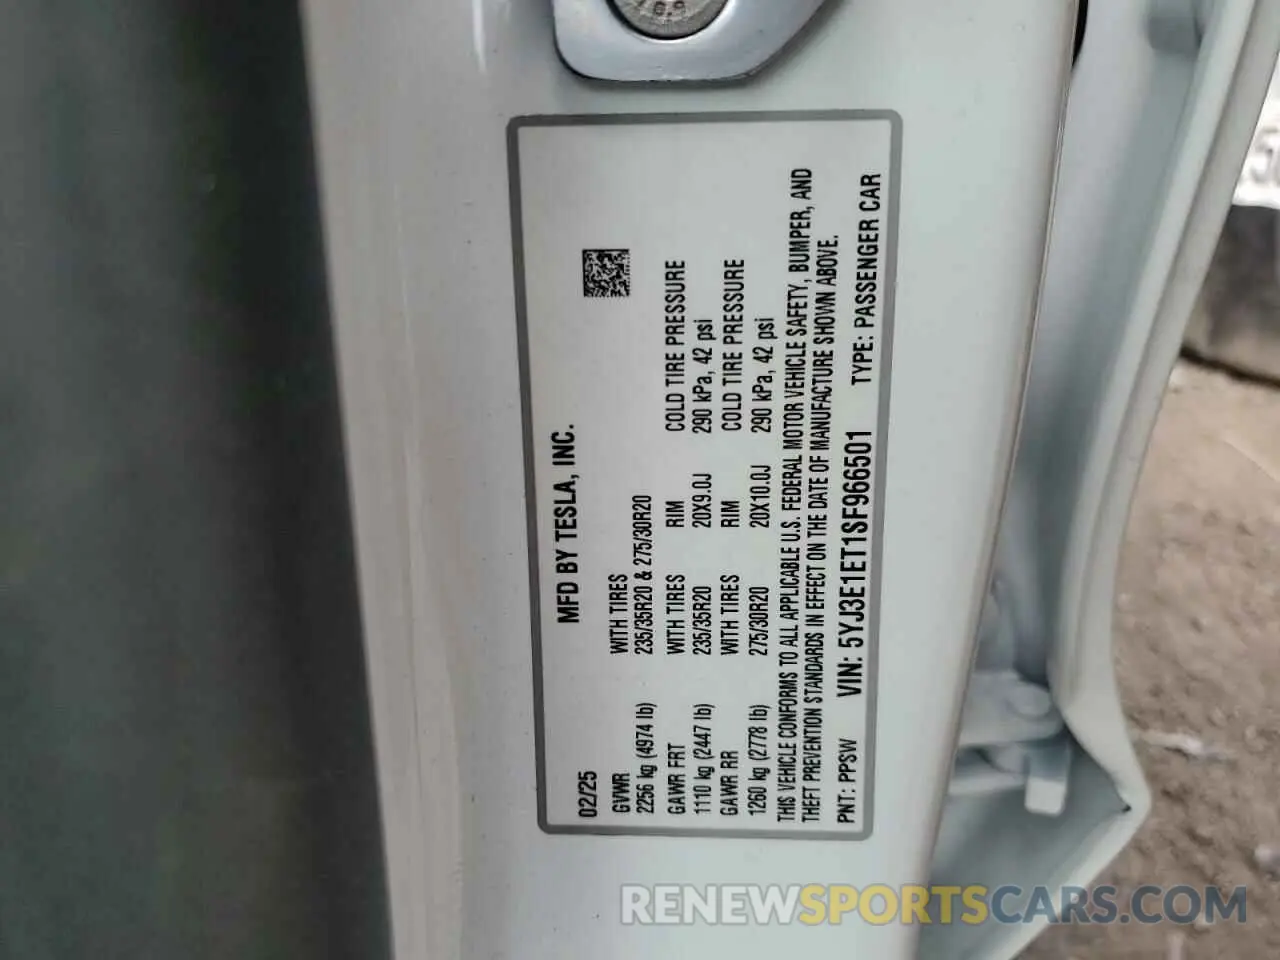 MFD BY TESLA, INC.
02/25
GVWR WITH TIRES
2256 kg (4974 lb) 235/35R20 & 275/30R20
GAWR FRT WITH TIRES RIM COLD TIRE PRESSURE
1110 kg (2447 lb) 235/35R20 20X9.0J 290 kPa, 42 psi
GAWR RR WITH TIRES RIM COLD TIRE PRESSURE
1260 kg (2778 lb) 275/30R20 20X10.0J 290 kPa, 42 psi
THIS VEHICLE CONFORMS TO ALL APPLICABLE U.S. FEDERAL MOTOR VEHICLE SAFETY, BUMPER, AND
THEFT PREVENTION STANDARDS IN EFFECT ON THE DATE OF MANUFACTURE SHOWN ABOVE.
PNT: PPSW VIN: 5YJ3E1ET1SF966501 TYPE: PASSENGER CAR
RENEWSPORTSCARS.COM